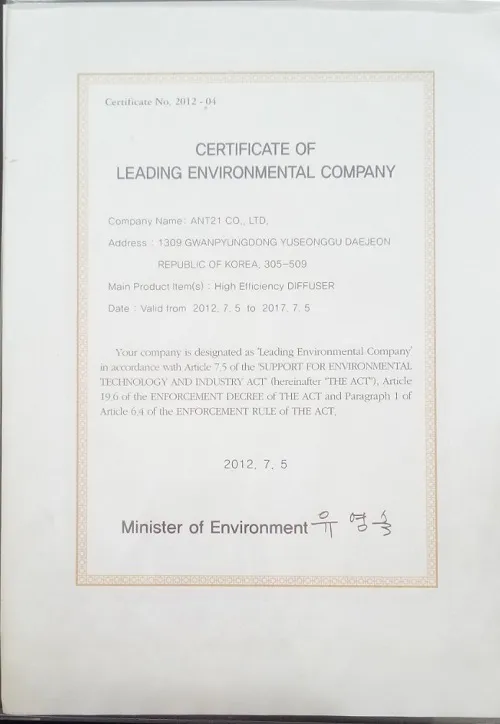 Certificate No. 2012 - 04
CERTIFICATE OF
LEADING ENVIRONMENTAL COMPANY
Company Name : ANT21 CO., LTD.
Address : 1309 GWANPYUNGDONG YUSEONGGU DAEJEON
REPUBLIC OF KOREA, 305-509
Main Product Item(s) : High Efficiency DIFFUSER
Date : Valid from 2012. 7. 5 to 2017. 7. 5
Your company is designated as 'Leading Environmental Company'
in accordance with Article 7.5 of the 'SUPPORT FOR ENVIRONMENTAL
TECHNOLOGY AND INDUSTRY ACT' (hereinafter "THE ACT"), Article
19.6 of the ENFORCEMENT DECREE of THE ACT and Paragraph 1 of
Article 6.4 of the ENFORCEMENT RULE of THE ACT.
2012. 7. 5
Minister of Environment 유 영 숙